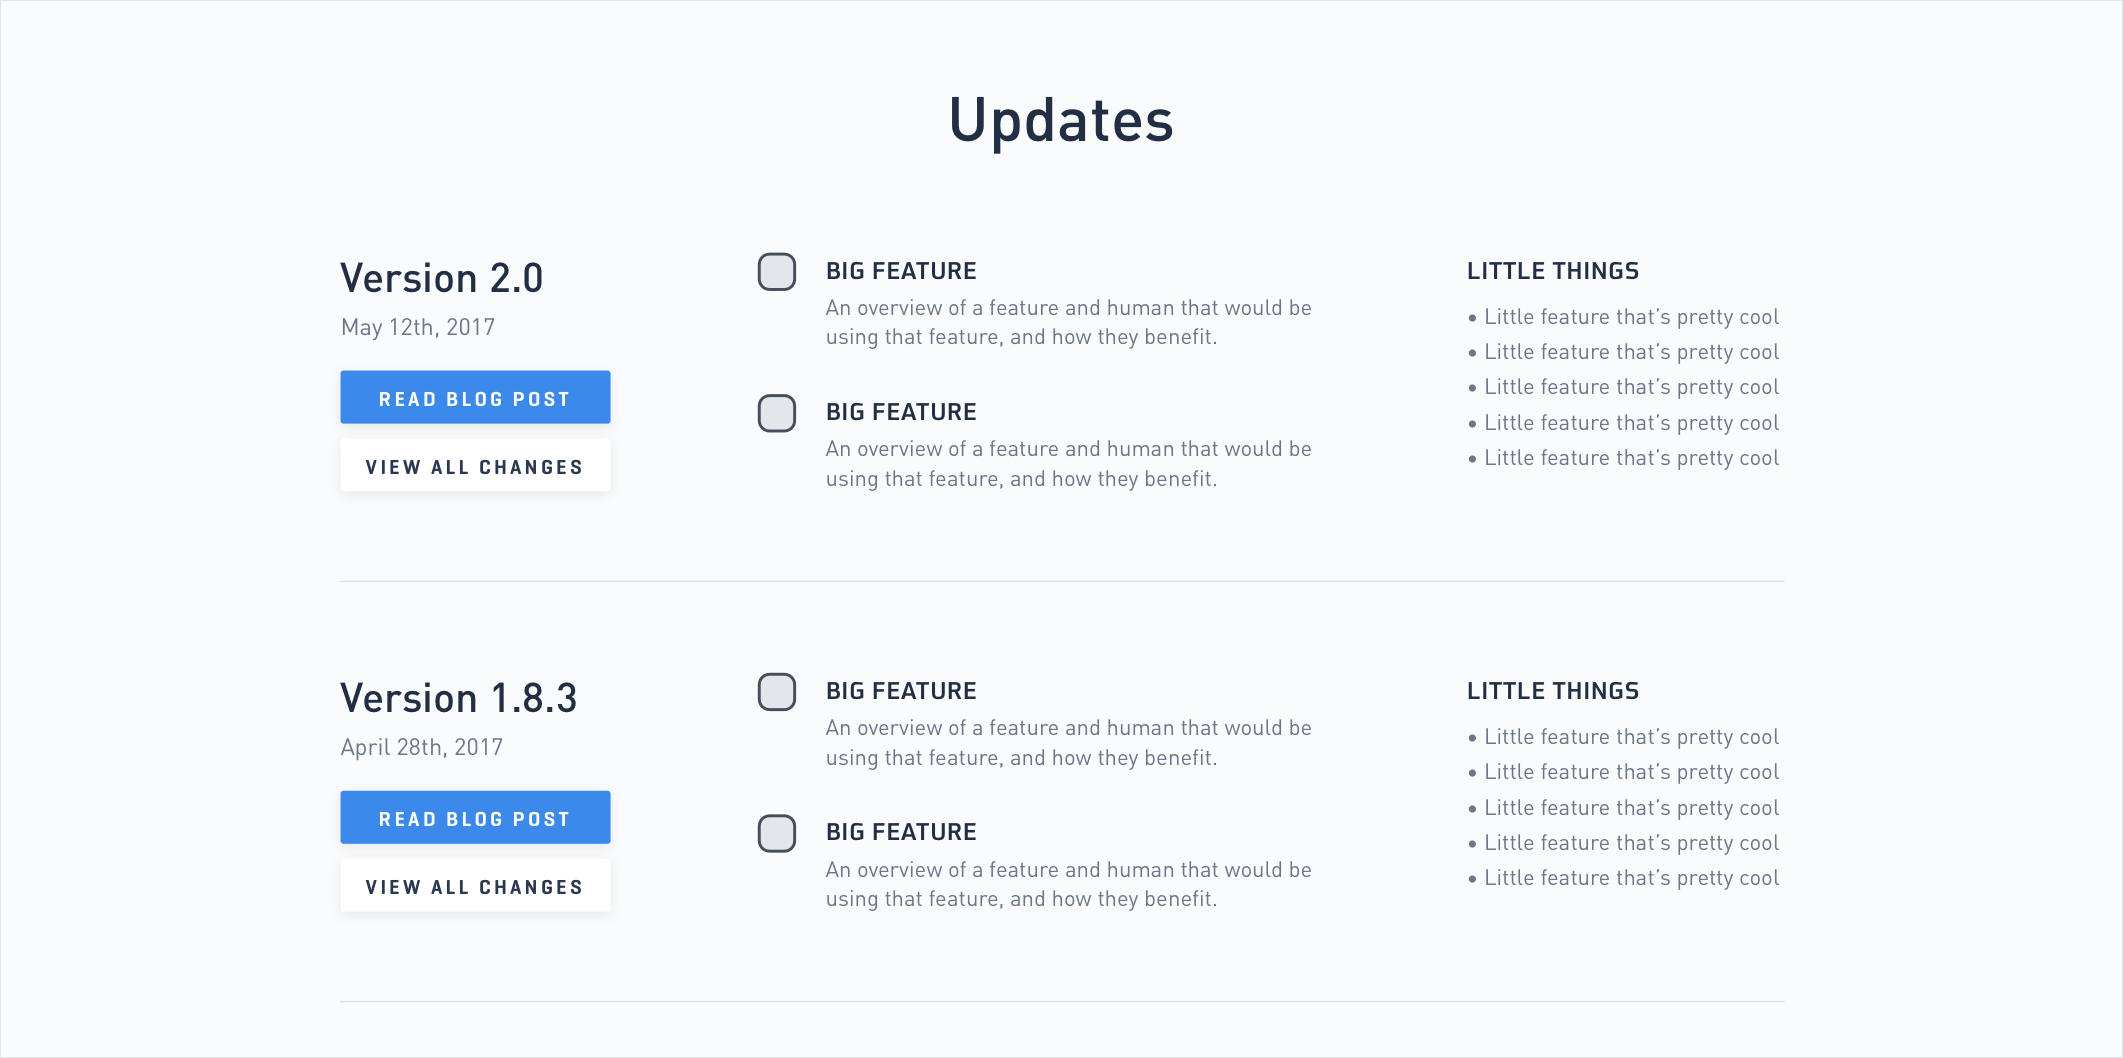 Updates
Version 2.0
May 12th, 2017
READ BLOG POST
VIEW ALL CHANGES
BIG FEATURE
An overview of a feature and human that would be
using that feature, and how they benefit.
BIG FEATURE
An overview of a feature and human that would be
using that feature, and how they benefit.
LITTLE THINGS
• Little feature that’s pretty cool
• Little feature that’s pretty cool
• Little feature that’s pretty cool
• Little feature that’s pretty cool
• Little feature that’s pretty cool
Version 1.8.3
April 28th, 2017
READ BLOG POST
VIEW ALL CHANGES
BIG FEATURE
An overview of a feature and human that would be
using that feature, and how they benefit.
BIG FEATURE
An overview of a feature and human that would be
using that feature, and how they benefit.
LITTLE THINGS
• Little feature that’s pretty cool
• Little feature that’s pretty cool
• Little feature that’s pretty cool
• Little feature that’s pretty cool
• Little feature that’s pretty cool